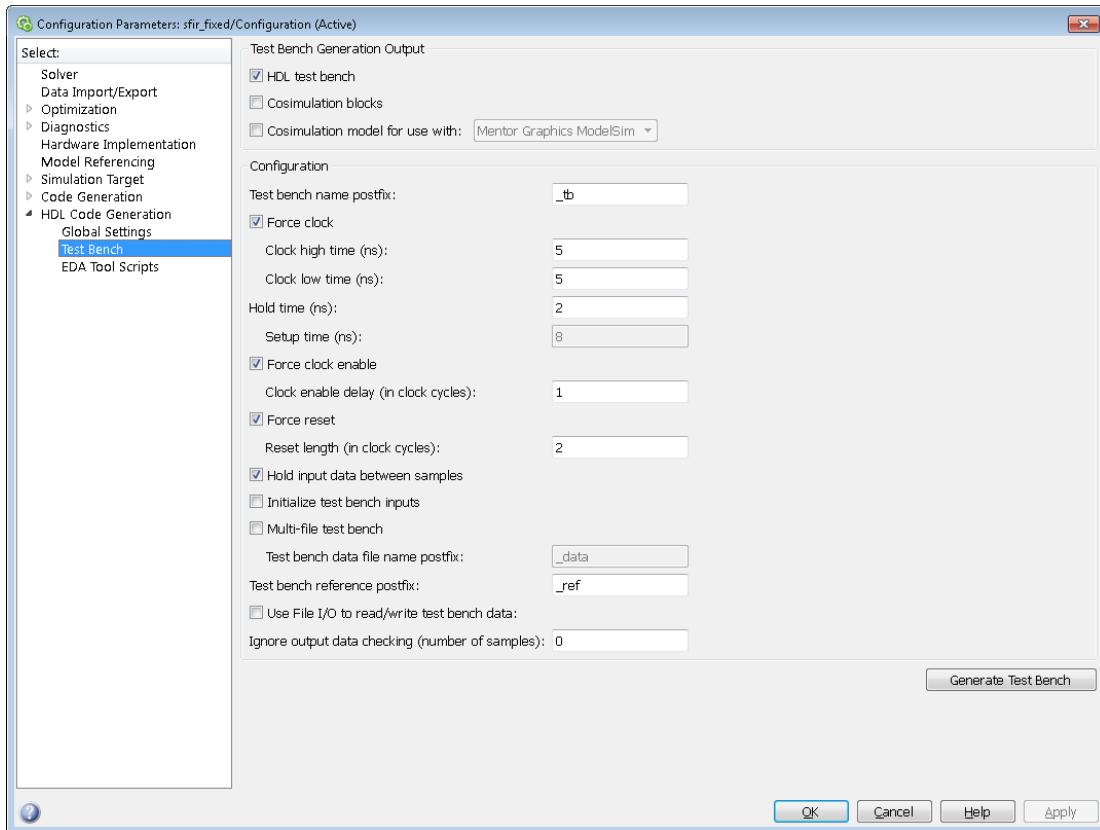 Configuration Parameters: sfir_fixed/Configuration (Active)
Select:
Solver
Data Import/Export
Optimization
Diagnostics
Hardware Implementation
Model Referencing
Simulation Target
Code Generation
HDL Code Generation
Global Settings
Test Bench
EDA Tool Scripts
Test Bench Generation Output
HDL test bench
Cosimulation blocks
Cosimulation model for use with: Mentor Graphics ModelSim
Configuration
Test bench name postfix: _tb
Force clock
Clock high time (ns): 5
Clock low time (ns): 5
Hold time (ns): 2
Setup time (ns): 8
Force clock enable
Clock enable delay (in clock cycles): 1
Force reset
Reset length (in clock cycles): 2
Hold input data between samples
Initialize test bench inputs
Multi-file test bench
Test bench data file name postfix: _data
Test bench reference postfix: _ref
Use File I/O to read/write test bench data:
Ignore output data checking (number of samples): 0
Generate Test Bench
OK Cancel Help Apply